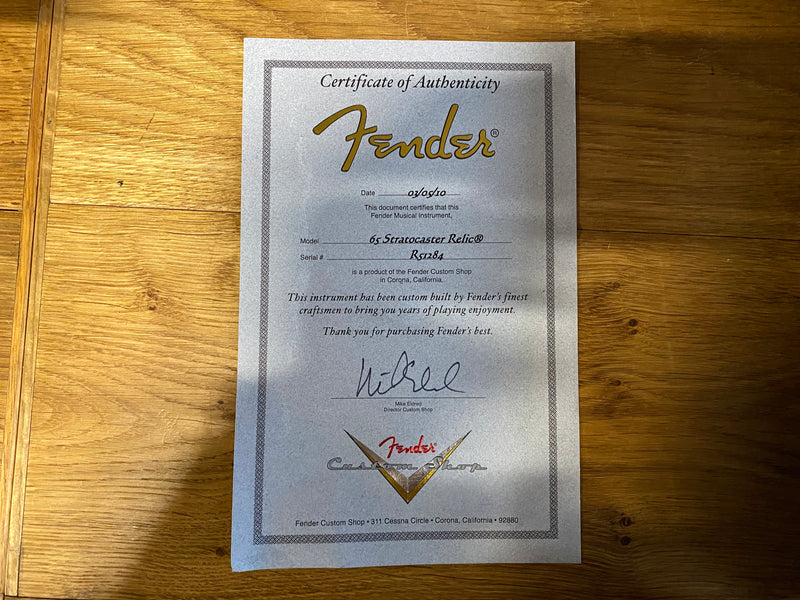 Certificate of Authenticity
Fender®
Date 03/05/10
This document certifies that this
Fender Musical Instrument,
Model 65 Stratocaster Relic®
Serial # R51284
is a product of the Fender Custom Shop
in Corona, California.
This instrument has been custom built by Fender's finest
craftsmen to bring you years of playing enjoyment.
Thank you for purchasing Fender's best.
Mike Eldred
Director Custom Shop
Fender®
Custom Shop
Fender Custom Shop • 311 Cessna Circle • Corona, California • 92880